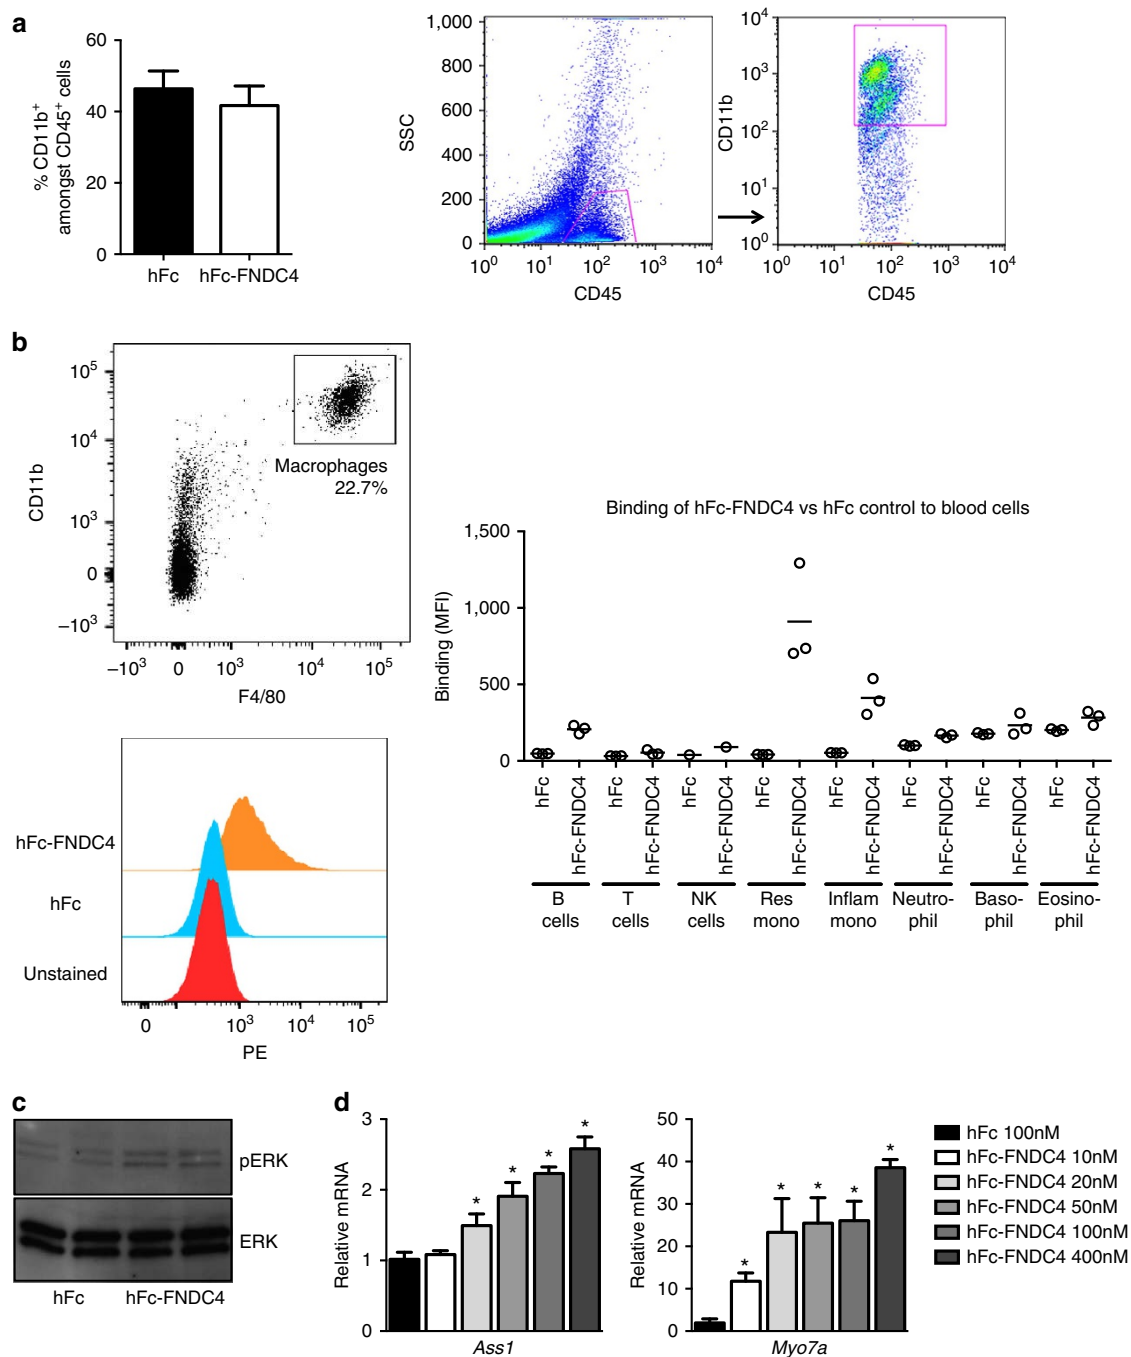 a
60
40
20
0
% CD11b+
amongst CD45+ cells
hFc
hFc-FNDC4
1,000
800
600
400
200
0
SSC
10^0
10^1
10^2
10^3
10^4
CD45
10^4
10^3
10^2
10^1
10^0
CD11b
10^0
10^1
10^2
10^3
10^4
CD45
b
10^5
10^4
10^3
0
−10^3
CD11b
Macrophages
22.7%
−10^3
0
10^3
10^4
10^5
F4/80
hFc-FNDC4
hFc
Unstained
0
10^3
10^4
10^5
PE
Binding of hFc-FNDC4 vs hFc control to blood cells
1,500
1,000
500
0
Binding (MFI)
hFc
hFc-FNDC4
hFc
hFc-FNDC4
hFc
hFc-FNDC4
hFc
hFc-FNDC4
hFc
hFc-FNDC4
hFc
hFc-FNDC4
hFc
hFc-FNDC4
hFc
hFc-FNDC4
B
cells
T
cells
NK
cells
Res
mono
Inflam
mono
Neutro-
phil
Baso-
phil
Eosino-
phil
c
pERK
ERK
hFc
hFc-FNDC4
d
3
2
1
0
Relative mRNA
*
*
*
*
Ass1
50
40
30
20
10
0
Relative mRNA
*
*
*
*
*
Myo7a
hFc 100nM
hFc-FNDC4 10nM
hFc-FNDC4 20nM
hFc-FNDC4 50nM
hFc-FNDC4 100nM
hFc-FNDC4 400nM